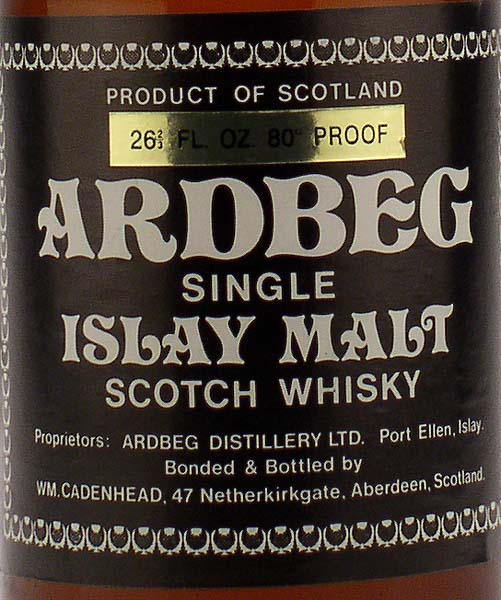 PRODUCT OF SCOTLAND
26⅔ FL. OZ. 80° PROOF
ARDBEG
SINGLE
ISLAY MALT
SCOTCH WHISKY
Proprietors: ARDBEG DISTILLERY LTD. Port Ellen, Islay.
Bonded & Bottled by
WM. CADENHEAD, 47 Netherkirkgate, Aberdeen, Scotland.